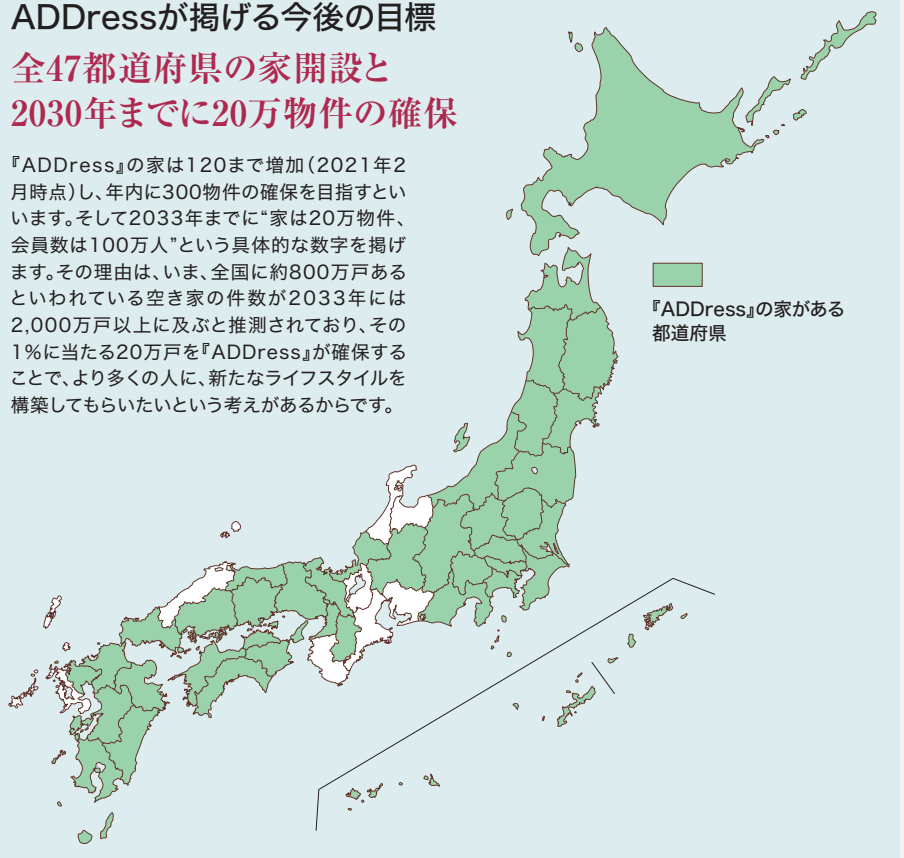 ADDressが掲げる今後の目標
全47都道府県の家開設と
2030年までに20万物件の確保
『ADDress』の家は120まで増加（2021年2
月時点）し、年内に300物件の確保を目指すとい
います。そして2033年までに“家は20万物件、
会員数は100万人”という具体的な数字を掲げ
ます。その理由は、いま、全国に約800万戸ある
といわれている空き家の件数が2033年には
2,000万戸以上に及ぶと推測されており、その
1%に当たる20万戸を『ADDress』が確保する
ことで、より多くの人に、新たなライフスタイルを
構築してもらいたいという考えがあるからです。
『ADDress』の家がある
都道府県